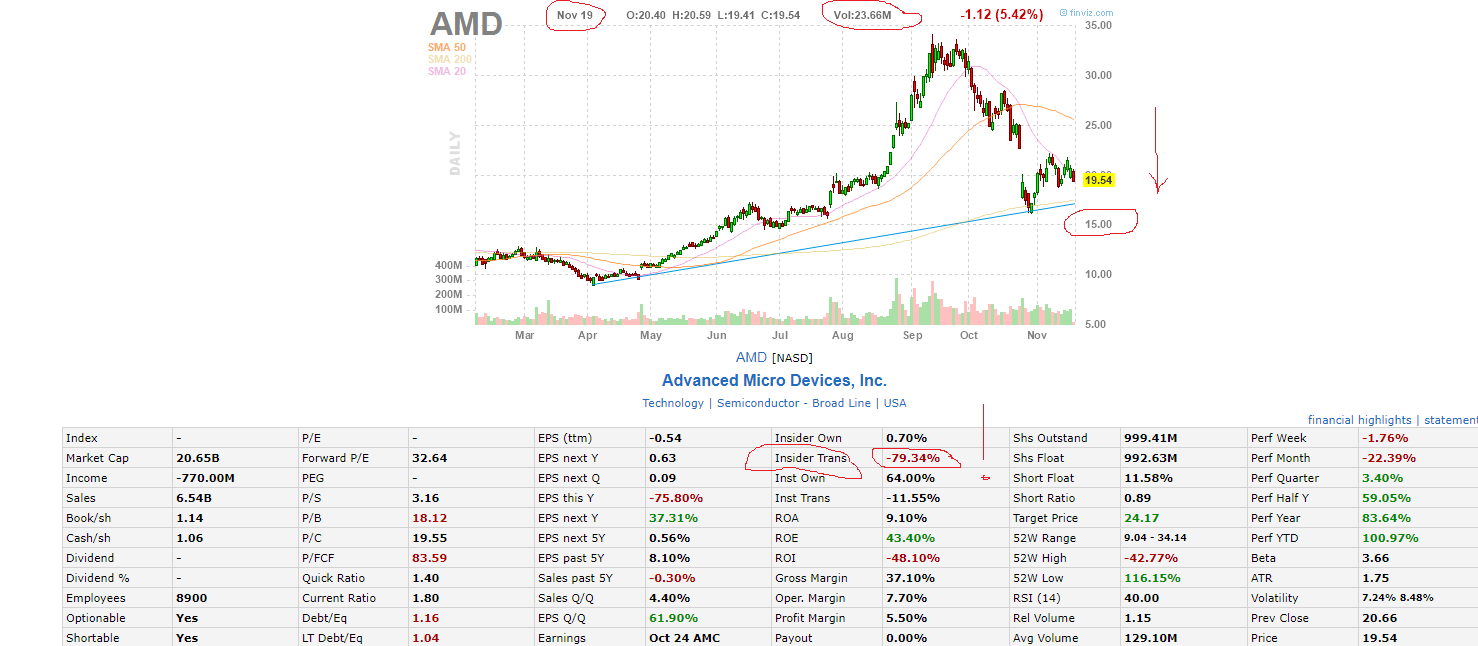 AMD Nov 19 O:20.40 H:20.59 L:19.41 C:19.54 Vol:23.66M -1.12 (5.42%) © finviz.com
SMA 50
SMA 200
SMA 20
DAILY
35.00
30.00
25.00
20.00
19.54
15.00
10.00
5.00
400M
300M
200M
100M
Mar Apr May Jun Jul Aug Sep Oct Nov
AMD [NASD]
Advanced Micro Devices, Inc.
Technology | Semiconductor - Broad Line | USA
financial highlights | statement
Index - P/E - EPS (ttm) -0.54 Insider Own 0.70% Shs Outstand 999.41M Perf Week -1.76%
Market Cap 20.65B Forward P/E 32.64 EPS next Y 0.63 Insider Trans -79.34% Shs Float 992.63M Perf Month -22.39%
Income -770.00M PEG - EPS next Q 0.09 Inst Own 64.00% Short Float 11.58% Perf Quarter 3.40%
Sales 6.54B P/S 3.16 EPS this Y -75.80% Inst Trans -11.55% Short Ratio 0.89 Perf Half Y 59.05%
Book/sh 1.14 P/B 18.12 EPS next Y 37.31% ROA 9.10% Target Price 24.17 Perf Year 83.64%
Cash/sh 1.06 P/C 19.55 EPS next 5Y 0.56% ROE 43.40% 52W Range 9.04 - 34.14 Perf YTD 100.97%
Dividend - P/FCF 83.59 EPS past 5Y 8.10% ROI -48.10% 52W High -42.77% Beta 3.66
Dividend % - Quick Ratio 1.40 Sales past 5Y -0.30% Gross Margin 37.10% 52W Low 116.15% ATR 1.75
Employees 8900 Current Ratio 1.80 Sales Q/Q 4.40% Oper. Margin 7.70% RSI (14) 40.00 Volatility 7.24% 8.48%
Optionable Yes Debt/Eq 1.16 EPS Q/Q 61.90% Profit Margin 5.50% Rel Volume 1.15 Prev Close 20.66
Shortable Yes LT Debt/Eq 1.04 Earnings Oct 24 AMC Payout 0.00% Avg Volume 129.10M Price 19.54